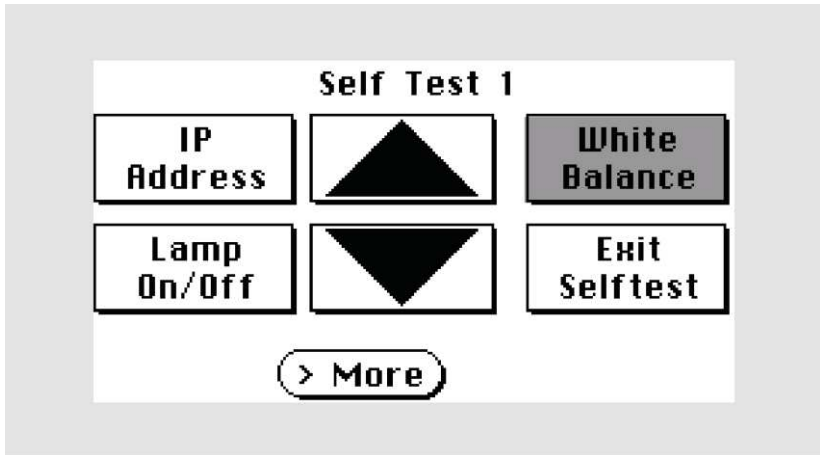 Self Test 1
IP
Address
White
Balance
Lamp
On/Off
Exit
Selftest
> More